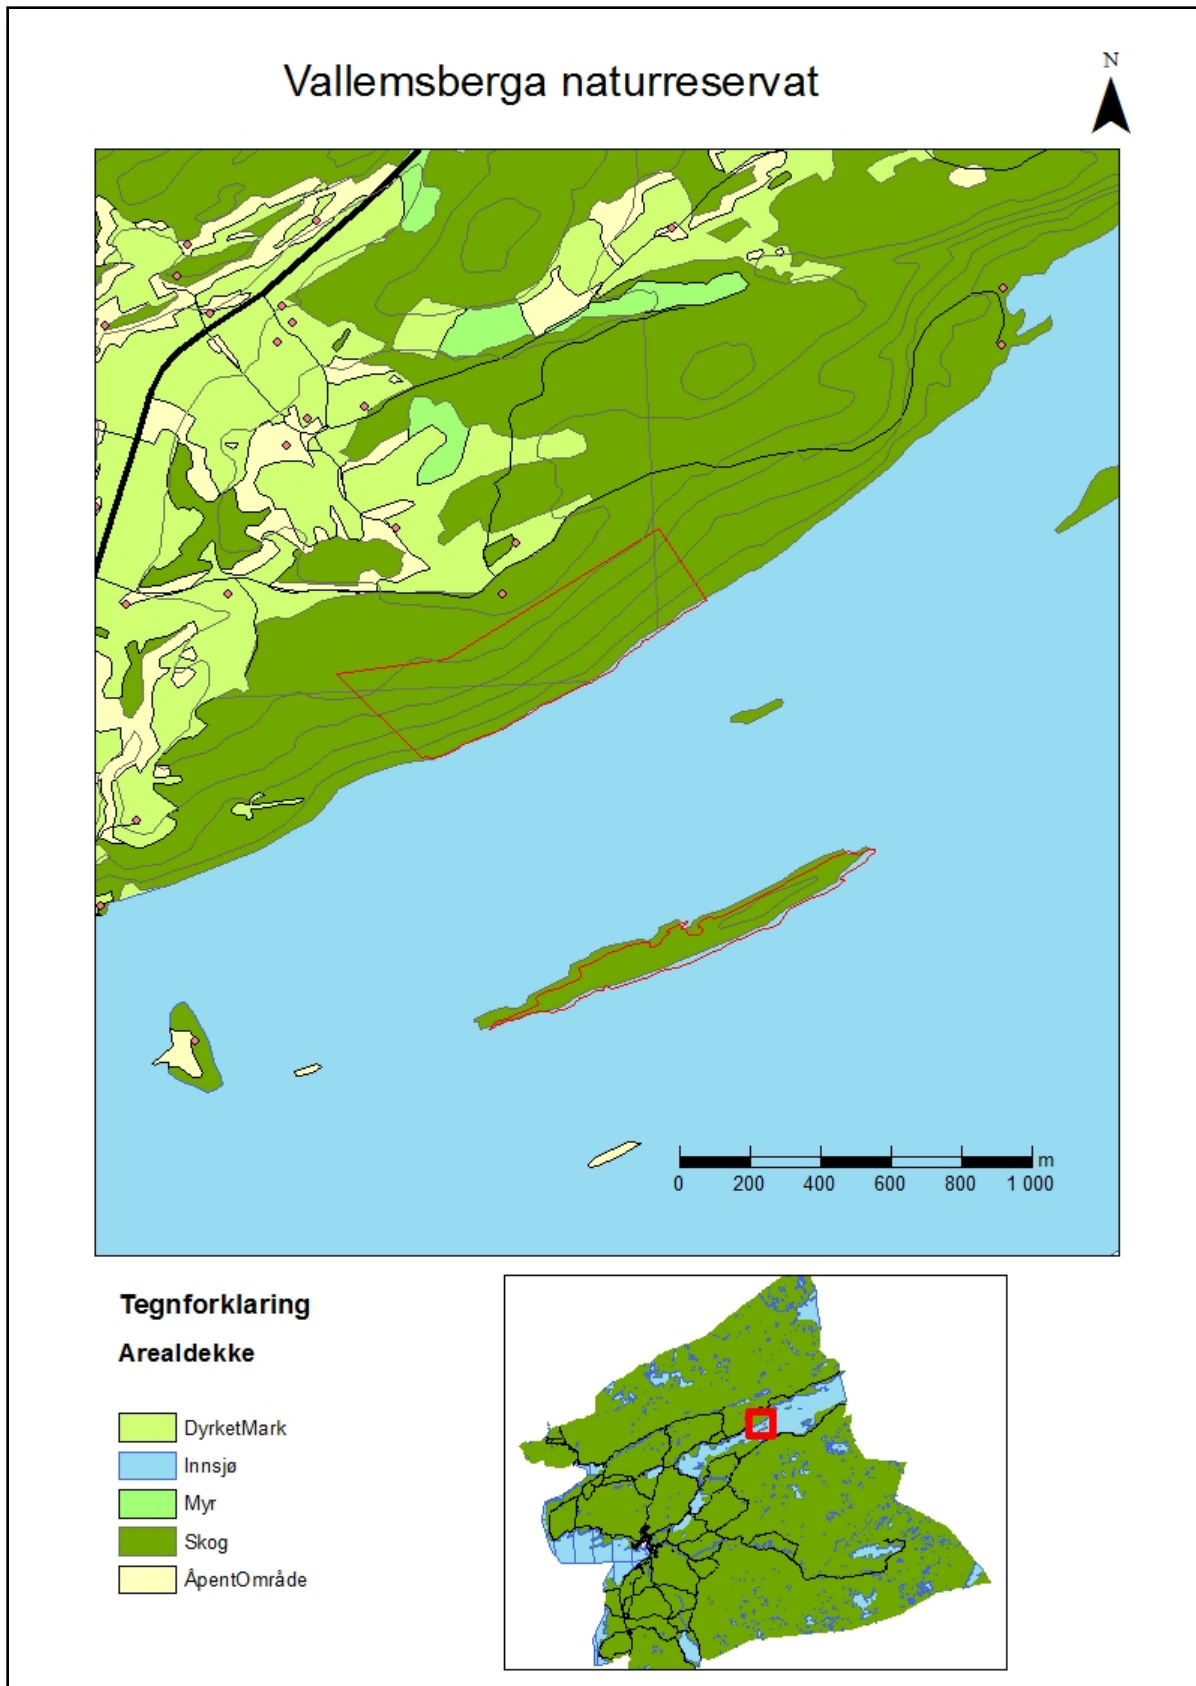 Vallemsberga naturreservat
N
m
0 200 400 600 800 1 000
Tegnforklaring
Arealdekke
DyrketMark
Innsjø
Myr
Skog
ÅpentOmråde